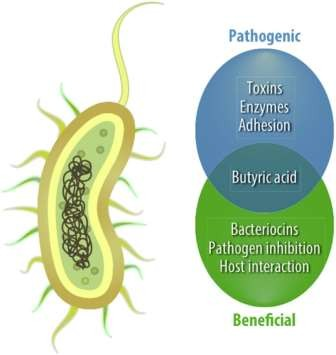 Pathogenic
Toxins
Enzymes
Adhesion
Butyric acid
Bacteriocins
Pathogen inhibition
Host interaction
Beneficial